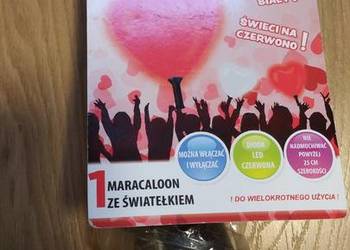 BIAŁY
ŚWIECI NA
CZERWONO!
MOŻNA WŁĄCZAĆ
I WYŁĄCZAĆ
DIODA
LED
CZERWONA
NIE
NADMUCHIWAĆ
POWYŻEJ
25 CM
SZEROKOŚCI
1 MARACALOON
ZE ŚWIATEŁKIEM
! DO WIELOKROTNEGO UŻYCIA !